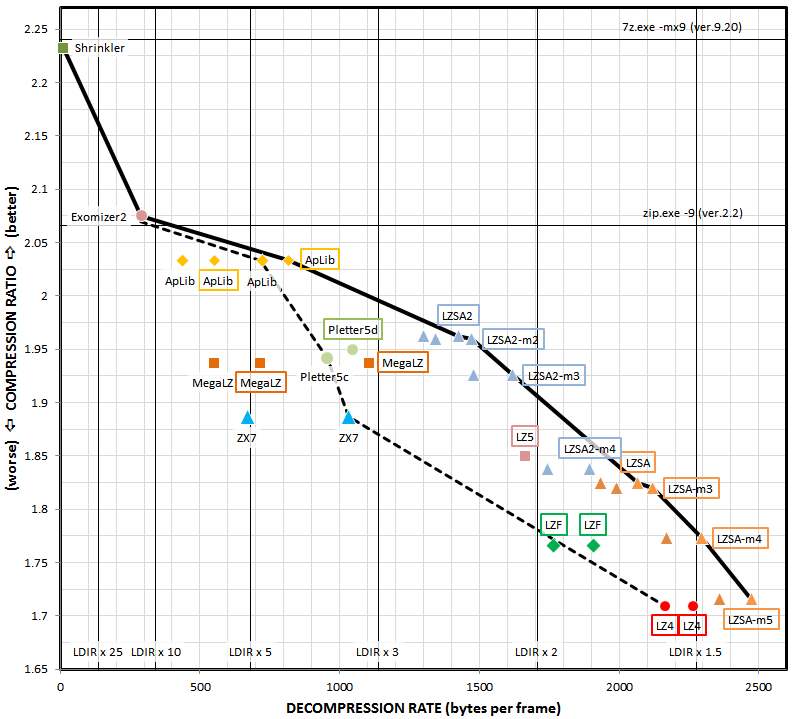 2.25
7z.exe -mx9 (ver.9.20)
Shrinkler
2.2
2.15
2.1
zip.exe -9 (ver.2.2)
Exomizer2
2.05
ApLib
ApLib
ApLib
ApLib
2
LZSA2
Pletter5d
LZSA2-m2
1.95
MegaLZ
MegaLZ
MegaLZ
Pletter5c
LZSA2-m3
1.9
ZX7
ZX7
LZ5
LZSA2-m4
1.85
LZSA
LZSA-m3
1.8
LZF
LZF
LZSA-m4
1.75
1.7
LZ4
LZ4
LZSA-m5
LDIR x 25
LDIR x 10
LDIR x 5
LDIR x 3
LDIR x 2
LDIR x 1.5
1.65
0
500
1000
1500
2000
2500
DECOMPRESSION RATE (bytes per frame)
(worse) ⇦ COMPRESSION RATIO ⇨ (better)